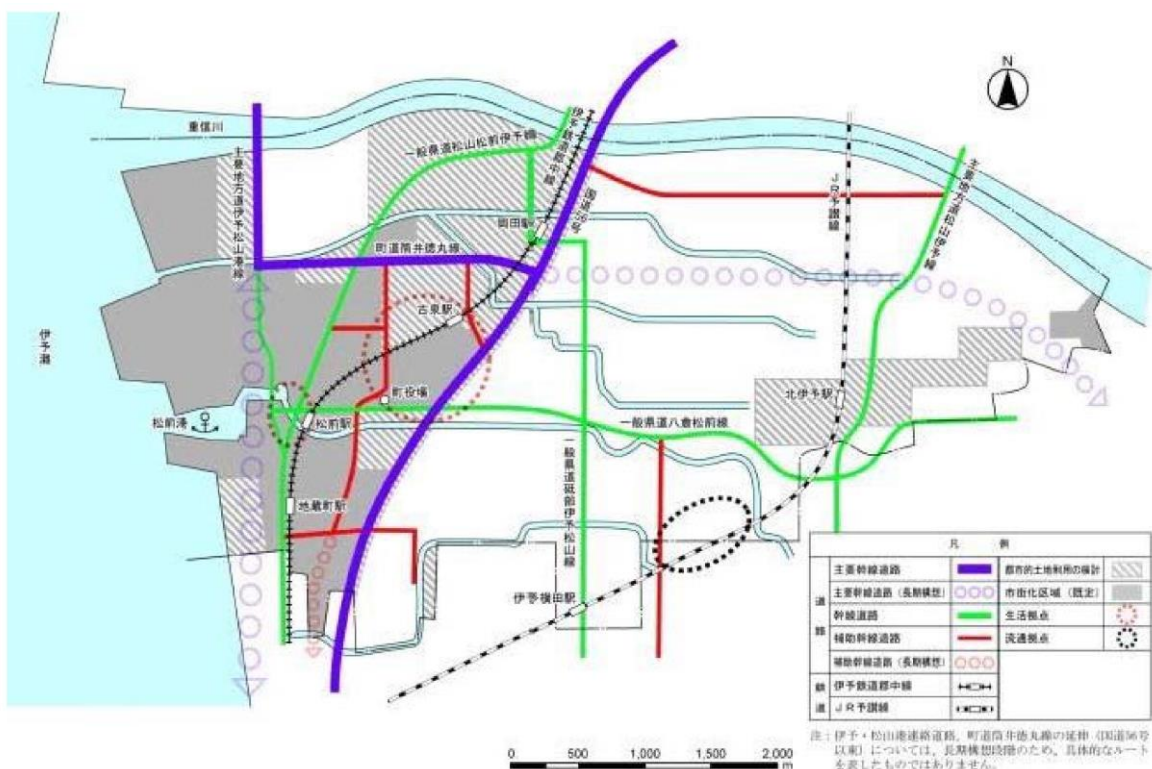 N
重信川
一般県道松山松前伊予線
伊予鉄道郡中線
国道56号
主要地方道伊予松山港線
JR予讃線
主要地方道松山伊予線
岡田駅
町道筒井徳丸線
古泉駅
伊予灘
町役場
北伊予駅
松前港
松前駅
一般県道八倉松前線
一般県道砥部伊予松山線
地蔵町駅
伊予横田駅
凡 例
道路
主要幹線道路
主要幹線道路(長期構想)
幹線道路
補助幹線道路
補助幹線道路(長期構想)
鉄道
伊予鉄道郡中線
JR予讃線
都市的土地利用の検討
市街化区域(既定)
生活拠点
流通拠点
注:伊予・松山港連絡道路、町道筒井徳丸線の延伸(国道56号
以東)については、長期構想段階のため、具体的なルート
を表したものではありません。
0 500 1,000 1,500 2,000
m